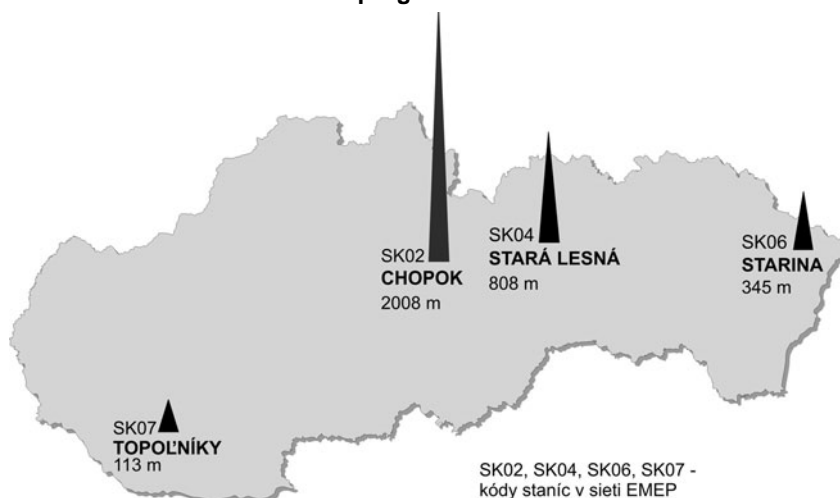 SK02
CHOPOK
2008 m
SK04
STARÁ LESNÁ
808 m
SK06
STARINA
345 m
SK07
TOPOĽNÍKY
113 m
SK02, SK04, SK06, SK07 -
kódy staníc v sieti EMEP